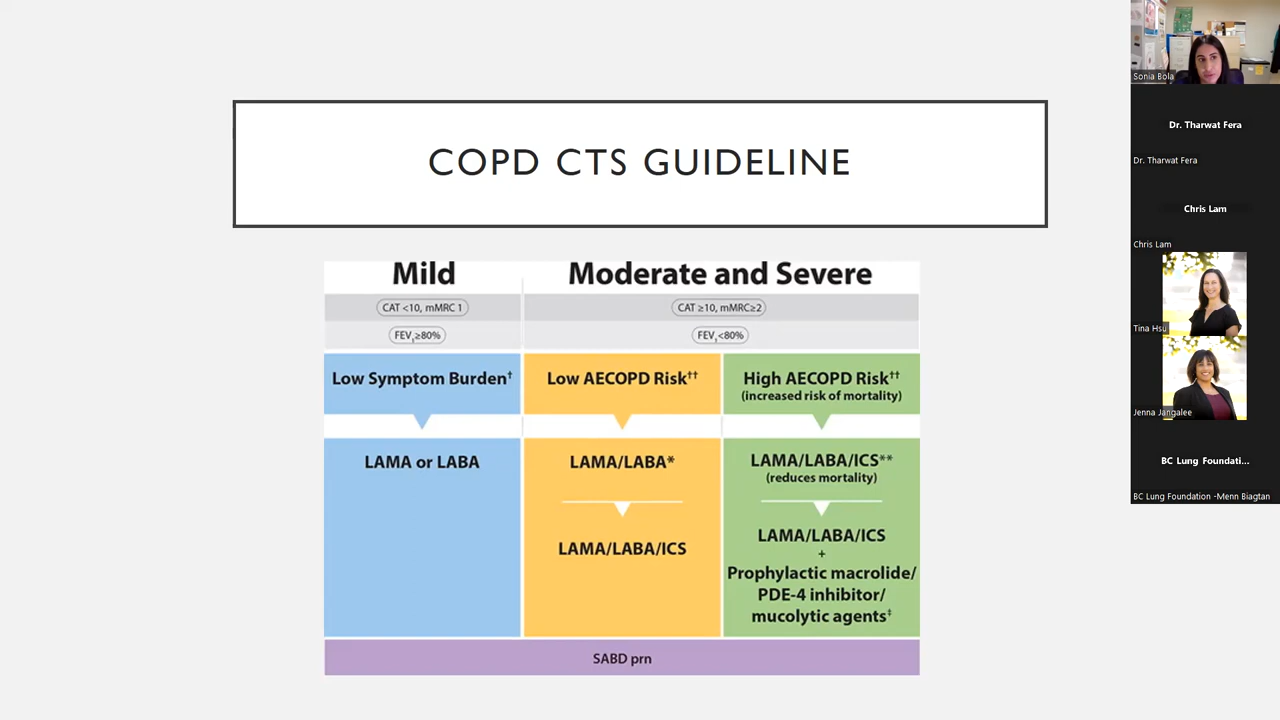 COPD CTS GUIDELINE
Mild
Moderate and Severe
CAT <10, mMRC 1
CAT ≥10, mMRC≥2
FEV₁≥80%
FEV₁<80%
Low Symptom Burden†
Low AECOPD Risk††
High AECOPD Risk††
(increased risk of mortality)
LAMA or LABA
LAMA/LABA*
LAMA/LABA/ICS
LAMA/LABA/ICS**
(reduces mortality)
LAMA/LABA/ICS
+
Prophylactic macrolide/
PDE-4 inhibitor/
mucolytic agents‡
SABD prn
Sonia Bola
Dr. Tharwat Fera
Dr. Tharwat Fera
Chris Lam
Chris Lam
Tina Hsu
Jenna Jangalee
BC Lung Foundati...
BC Lung Foundation -Menn Biagtan